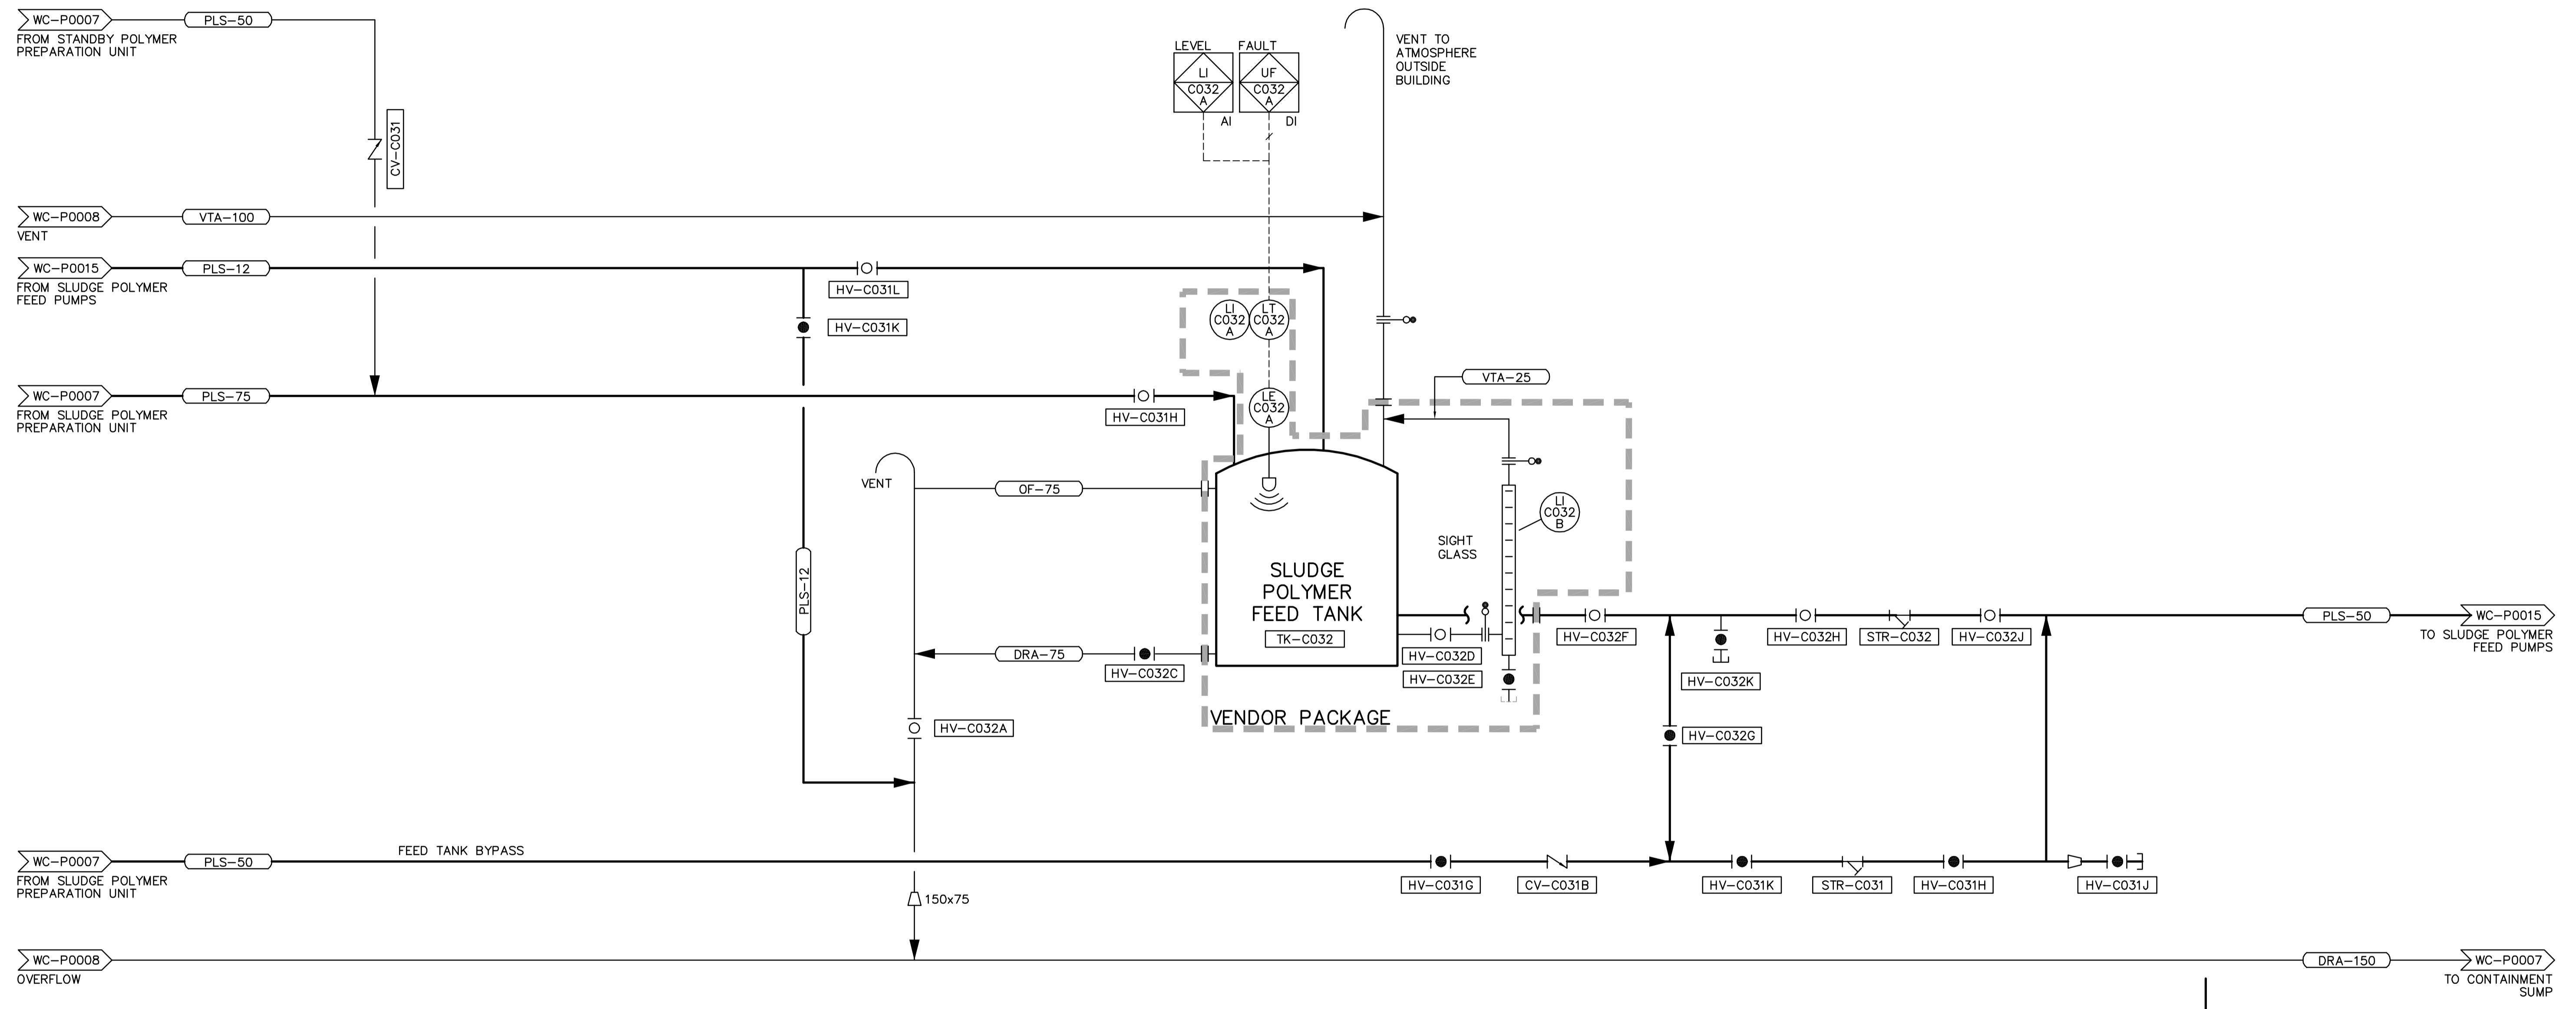 WC-P0007
PLS-50
FROM STANDBY POLYMER
PREPARATION UNIT
CV-C031
LEVEL
FAULT
LI
C032
A
UF
C032
A
AI
DI
VENT TO
ATMOSPHERE
OUTSIDE
BUILDING
WC-P0008
VTA-100
VENT
WC-P0015
PLS-12
FROM SLUDGE POLYMER
FEED PUMPS
HV-C031L
HV-C031K
LI
C032
A
LT
C032
A
WC-P0007
PLS-75
FROM SLUDGE POLYMER
PREPARATION UNIT
HV-C031H
LE
C032
A
VTA-25
VENT
OF-75
LI
C032
B
SIGHT
GLASS
SLUDGE
POLYMER
FEED TANK
TK-C032
PLS-12
DRA-75
HV-C032C
HV-C032D
HV-C032E
HV-C032F
HV-C032K
HV-C032H
STR-C032
HV-C032J
PLS-50
WC-P0015
TO SLUDGE POLYMER
FEED PUMPS
VENDOR PACKAGE
HV-C032A
HV-C032G
WC-P0007
PLS-50
FEED TANK BYPASS
FROM SLUDGE POLYMER
PREPARATION UNIT
HV-C031G
CV-C031B
HV-C031K
STR-C031
HV-C031H
HV-C031J
150x75
WC-P0008
OVERFLOW
DRA-150
WC-P0007
TO CONTAINMENT
SUMP